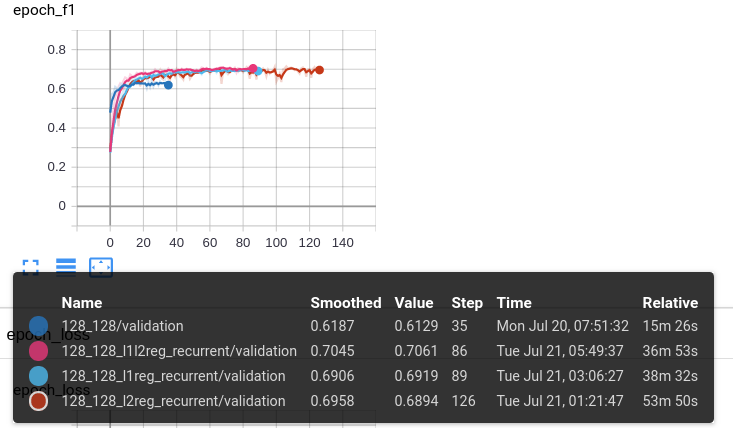 epoch_f1
0.8
0.6
0.4
0.2
0
0 20 40 60 80 100 120 140
Name Smoothed Value Step Time Relative
128_128/validation 0.6187 0.6129 35 Mon Jul 20, 07:51:32 15m 26s
epoch_loss
128_128_l1l2reg_recurrent/validation 0.7045 0.7061 86 Tue Jul 21, 05:49:37 36m 53s
128_128_l1reg_recurrent/validation 0.6906 0.6919 89 Tue Jul 21, 03:06:27 38m 32s
epoch_loss
128_128_l2reg_recurrent/validation 0.6958 0.6894 126 Tue Jul 21, 01:21:47 53m 50s